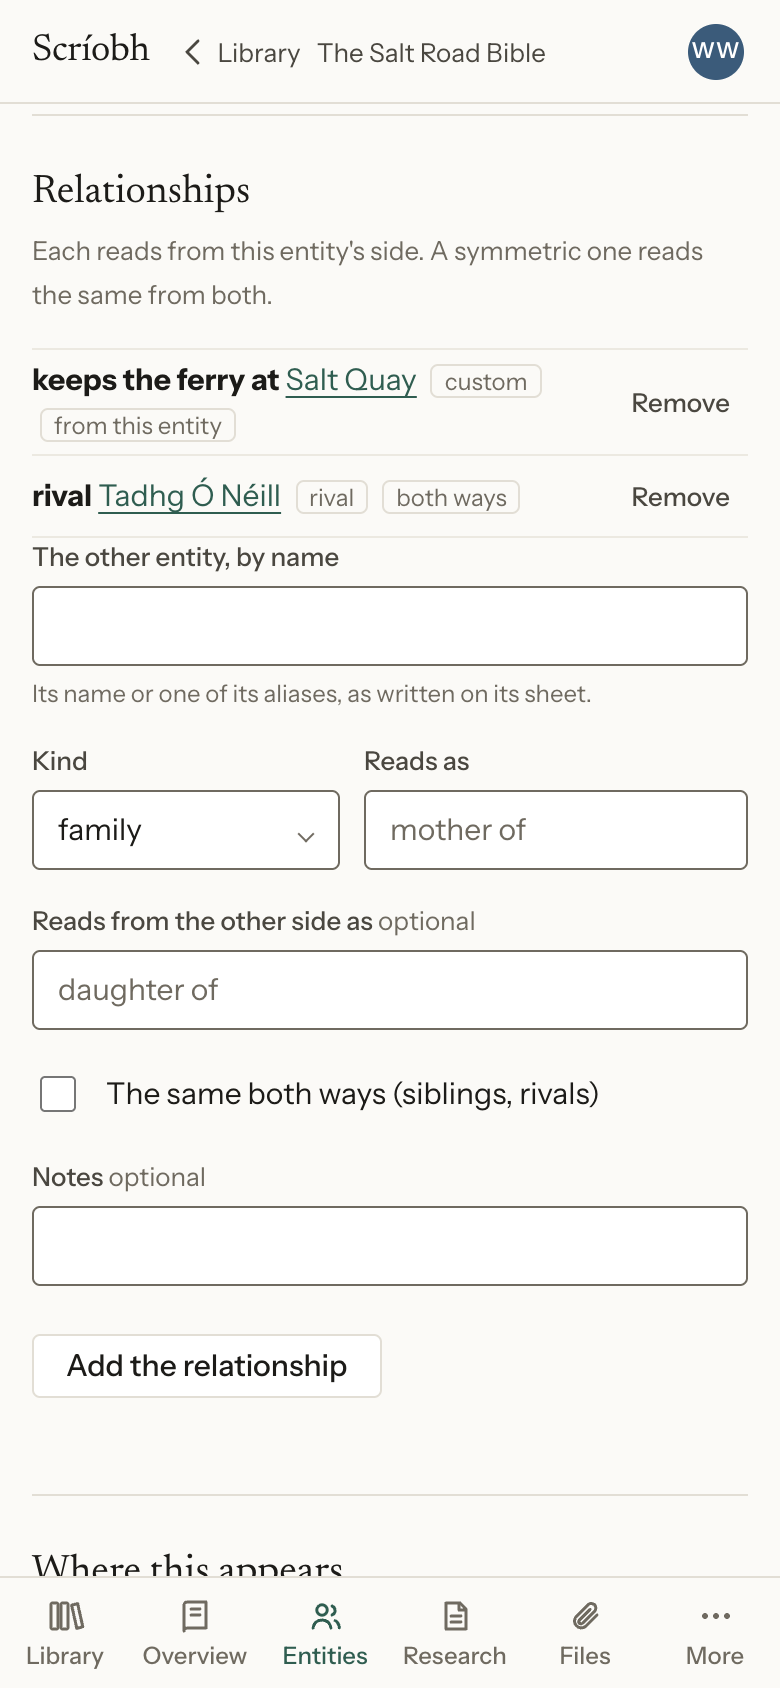 Scríobh
Library The Salt Road Bible
WW
Relationships
Each reads from this entity's side. A symmetric one reads
the same from both.
keeps the ferry at Salt Quay custom
from this entity
Remove
rival Tadhg Ó Néill rival both ways
Remove
The other entity, by name
Its name or one of its aliases, as written on its sheet.
Kind
Reads as
family
mother of
Reads from the other side as optional
daughter of
The same both ways (siblings, rivals)
Notes optional
Add the relationship
Where this appears
Library Overview Entities Research Files More